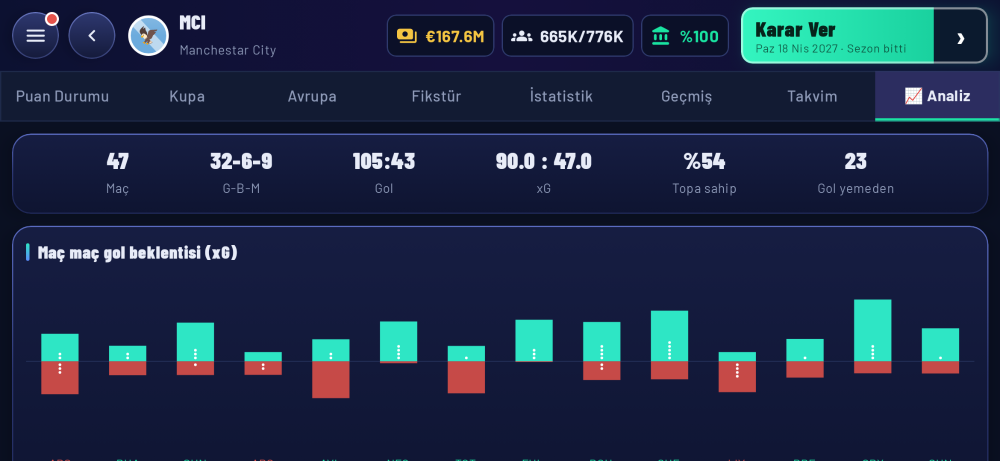 MCI
Manchestar City
€167.6M
665K/776K
%100
Karar Ver
Paz 18 Nis 2027 · Sezon bitti
Puan Durumu
Kupa
Avrupa
Fikstür
İstatistik
Geçmiş
Takvim
Analiz
47
32-6-9
105:43
90.0 : 47.0
%54
23
Maç
G-B-M
Gol
xG
Topa sahip
Gol yemeden
Maç maç gol beklentisi (xG)